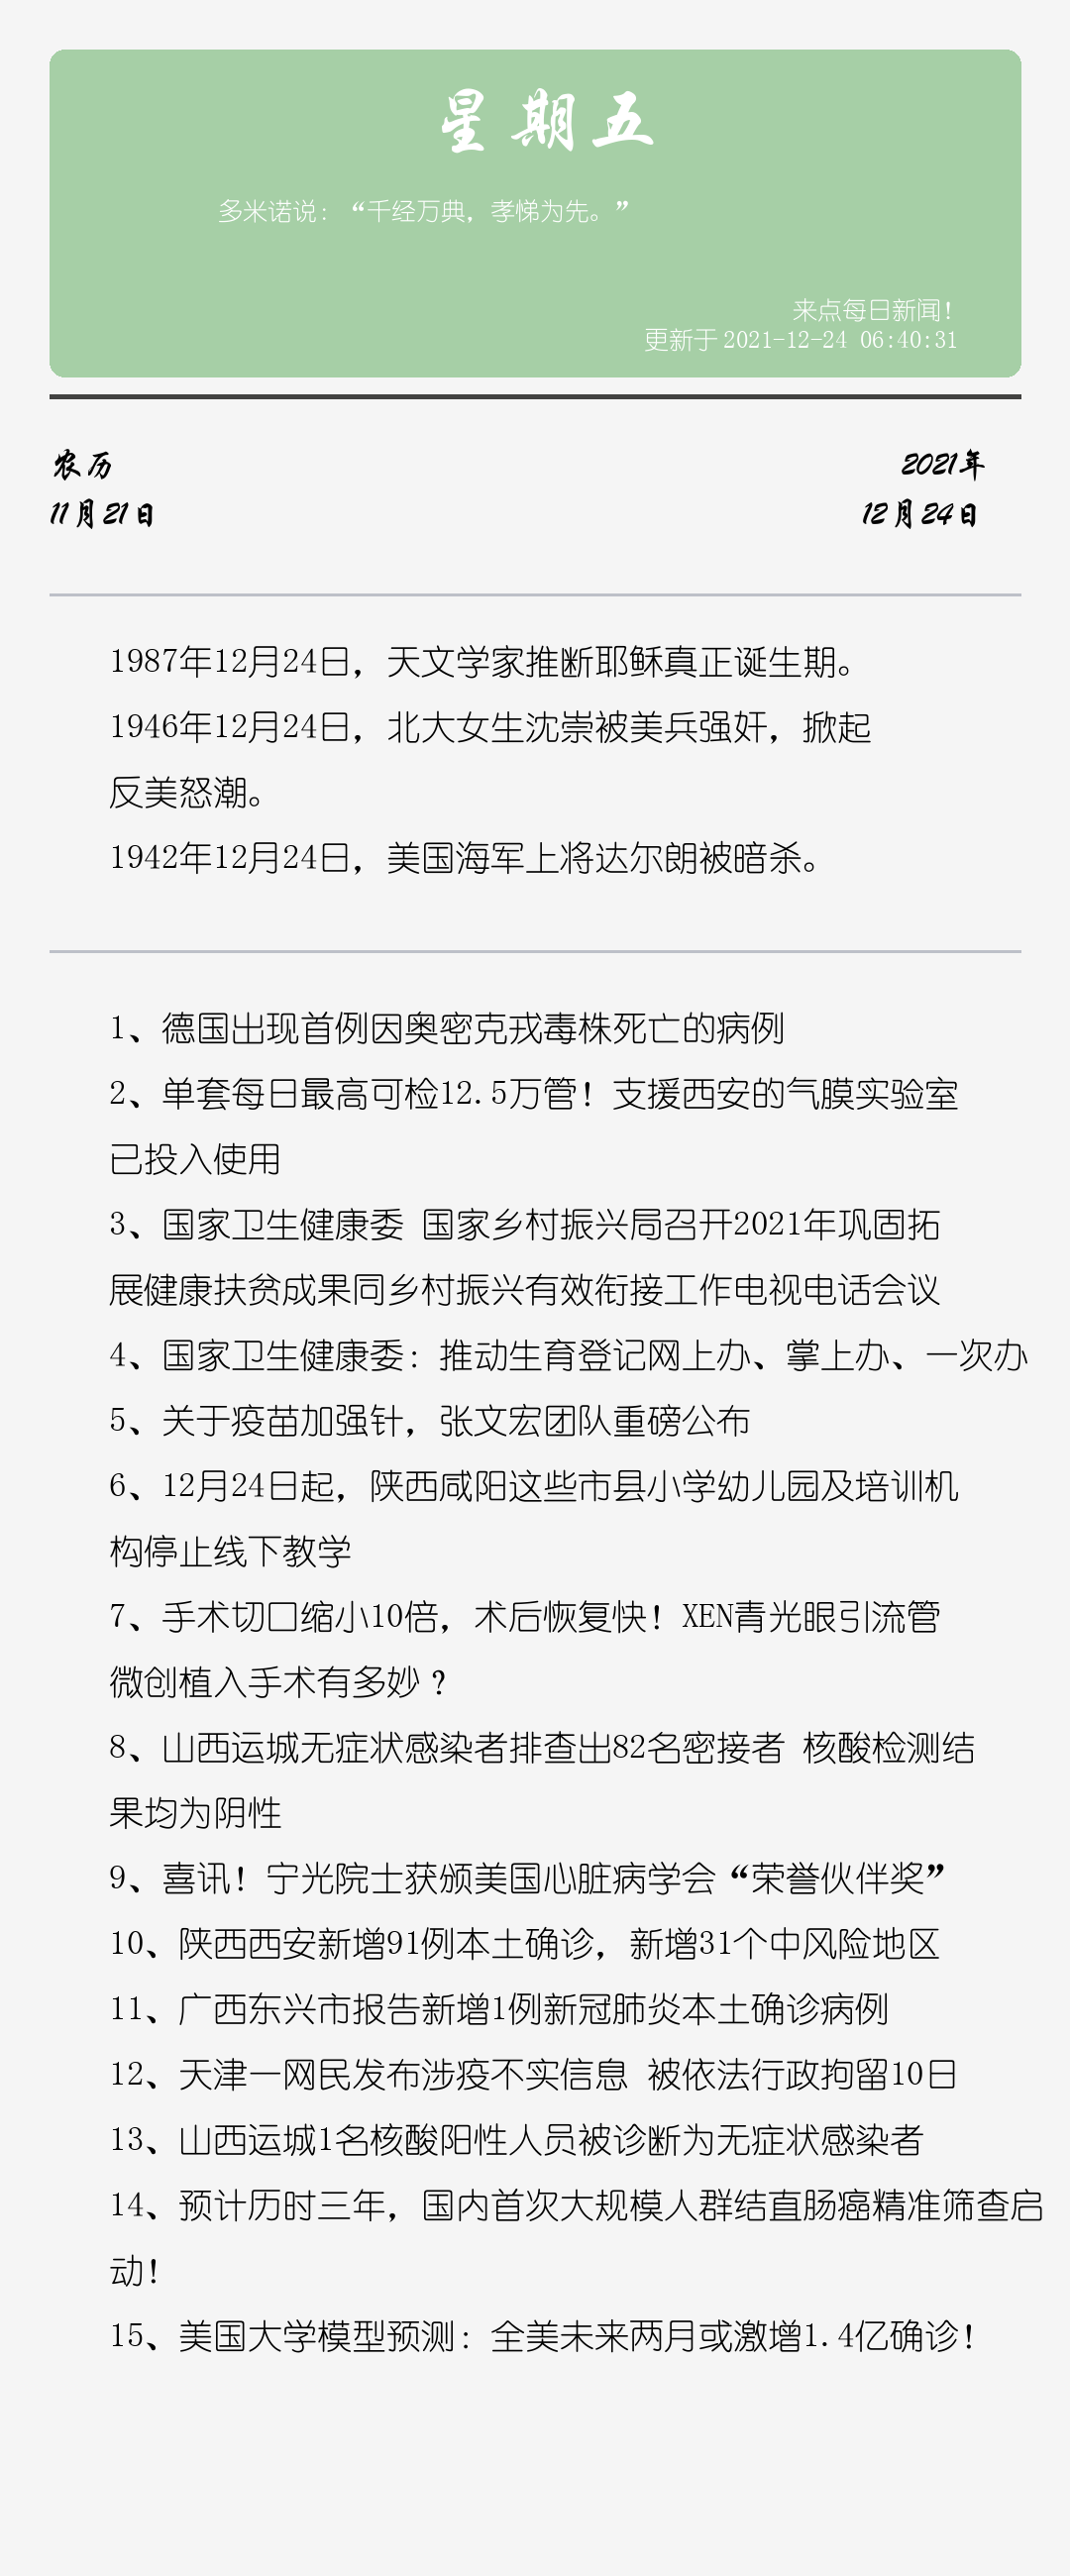 星期五
多米诺说：“千经万典，孝悌为先。”
来点每日新闻！
更新于 2021-12-24 06:40:31
农历
2021年
11月21日
12月24日
1987年12月24日，天文学家推断耶稣真正诞生期。
1946年12月24日，北大女生沈崇被美兵强奸，掀起
反美怒潮。
1942年12月24日，美国海军上将达尔朗被暗杀。
1、德国出现首例因奥密克戎毒株死亡的病例
2、单套每日最高可检12.5万管！支援西安的气膜实验室
已投入使用
3、国家卫生健康委 国家乡村振兴局召开2021年巩固拓
展健康扶贫成果同乡村振兴有效衔接工作电视电话会议
4、国家卫生健康委：推动生育登记网上办、掌上办、一次办
5、关于疫苗加强针，张文宏团队重磅公布
6、12月24日起，陕西咸阳这些市县小学幼儿园及培训机
构停止线下教学
7、手术切口缩小10倍，术后恢复快！XEN青光眼引流管
微创植入手术有多妙？
8、山西运城无症状感染者排查出82名密接者 核酸检测结
果均为阴性
9、喜讯！宁光院士获颁美国心脏病学会“荣誉伙伴奖”
10、陕西西安新增91例本土确诊，新增31个中风险地区
11、广西东兴市报告新增1例新冠肺炎本土确诊病例
12、天津一网民发布涉疫不实信息 被依法行政拘留10日
13、山西运城1名核酸阳性人员被诊断为无症状感染者
14、预计历时三年，国内首次大规模人群结直肠癌精准筛查启
动！
15、美国大学模型预测：全美未来两月或激增1.4亿确诊！